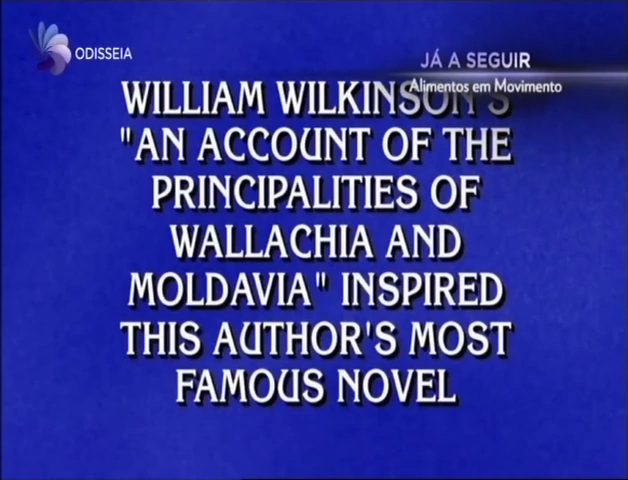 ODISSEIA
JÁ A SEGUIR
Alimentos em Movimento
WILLIAM WILKINSON'S
"AN ACCOUNT OF THE
PRINCIPALITIES OF
WALLACHIA AND
MOLDAVIA" INSPIRED
THIS AUTHOR'S MOST
FAMOUS NOVEL